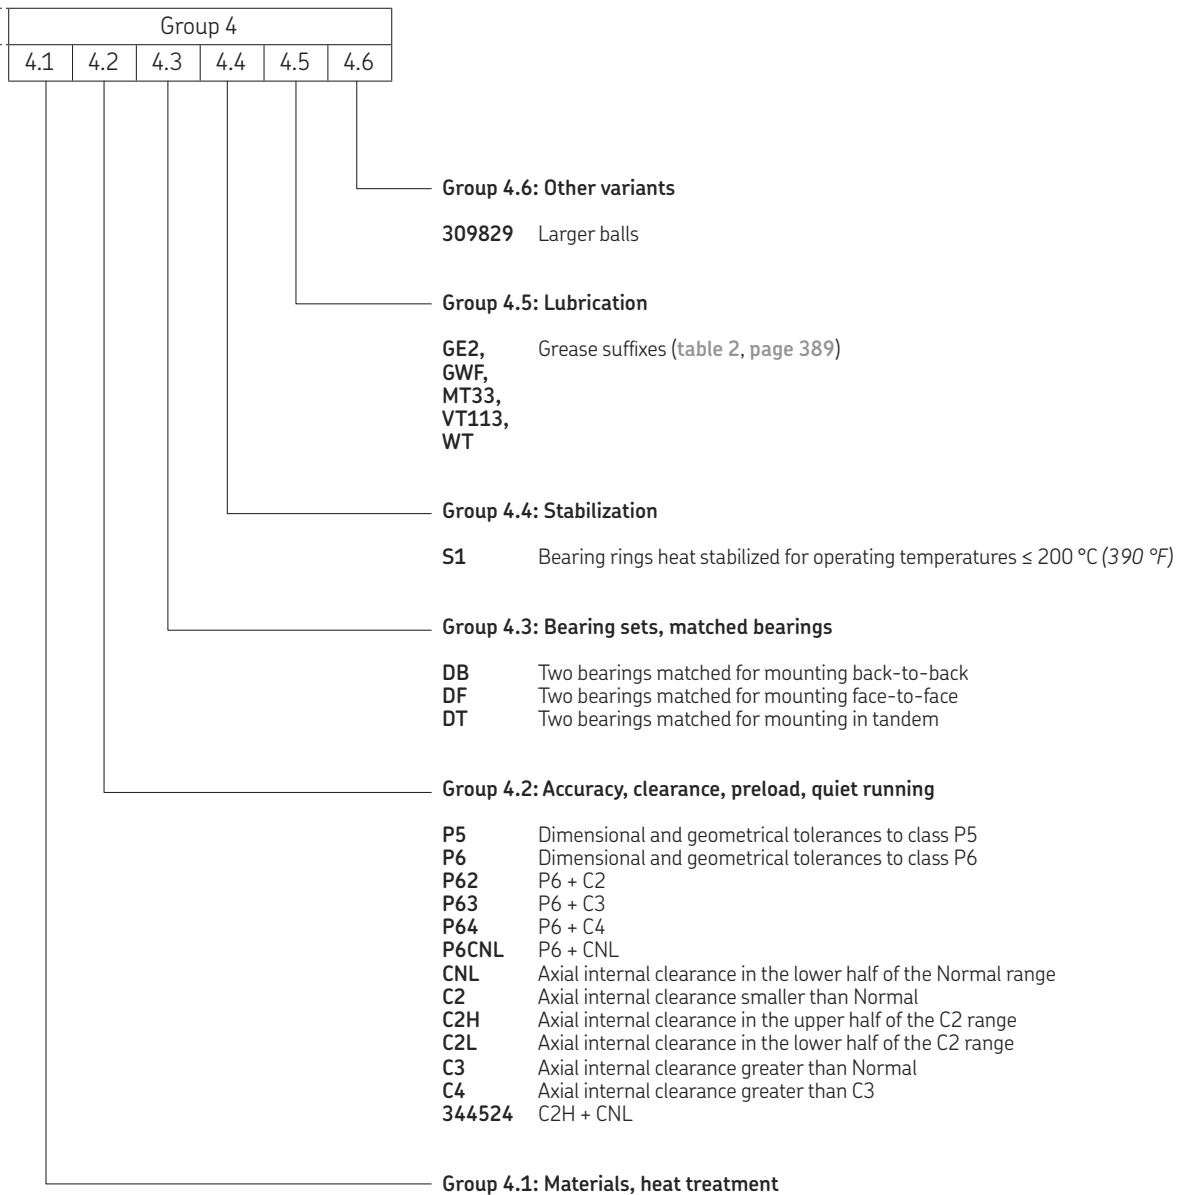 Group 4
4.1 4.2 4.3 4.4 4.5 4.6
Group 4.6: Other variants
309829 Larger balls
Group 4.5: Lubrication
GE2, Grease suffixes (table 2, page 389)
GWF,
MT33,
VT113,
WT
Group 4.4: Stabilization
S1 Bearing rings heat stabilized for operating temperatures ≤ 200 °C (390 °F)
Group 4.3: Bearing sets, matched bearings
DB Two bearings matched for mounting back-to-back
DF Two bearings matched for mounting face-to-face
DT Two bearings matched for mounting in tandem
Group 4.2: Accuracy, clearance, preload, quiet running
P5 Dimensional and geometrical tolerances to class P5
P6 Dimensional and geometrical tolerances to class P6
P62 P6 + C2
P63 P6 + C3
P64 P6 + C4
P6CNL P6 + CNL
CNL Axial internal clearance in the lower half of the Normal range
C2 Axial internal clearance smaller than Normal
C2H Axial internal clearance in the upper half of the C2 range
C2L Axial internal clearance in the lower half of the C2 range
C3 Axial internal clearance greater than Normal
C4 Axial internal clearance greater than C3
344524 C2H + CNL
Group 4.1: Materials, heat treatment